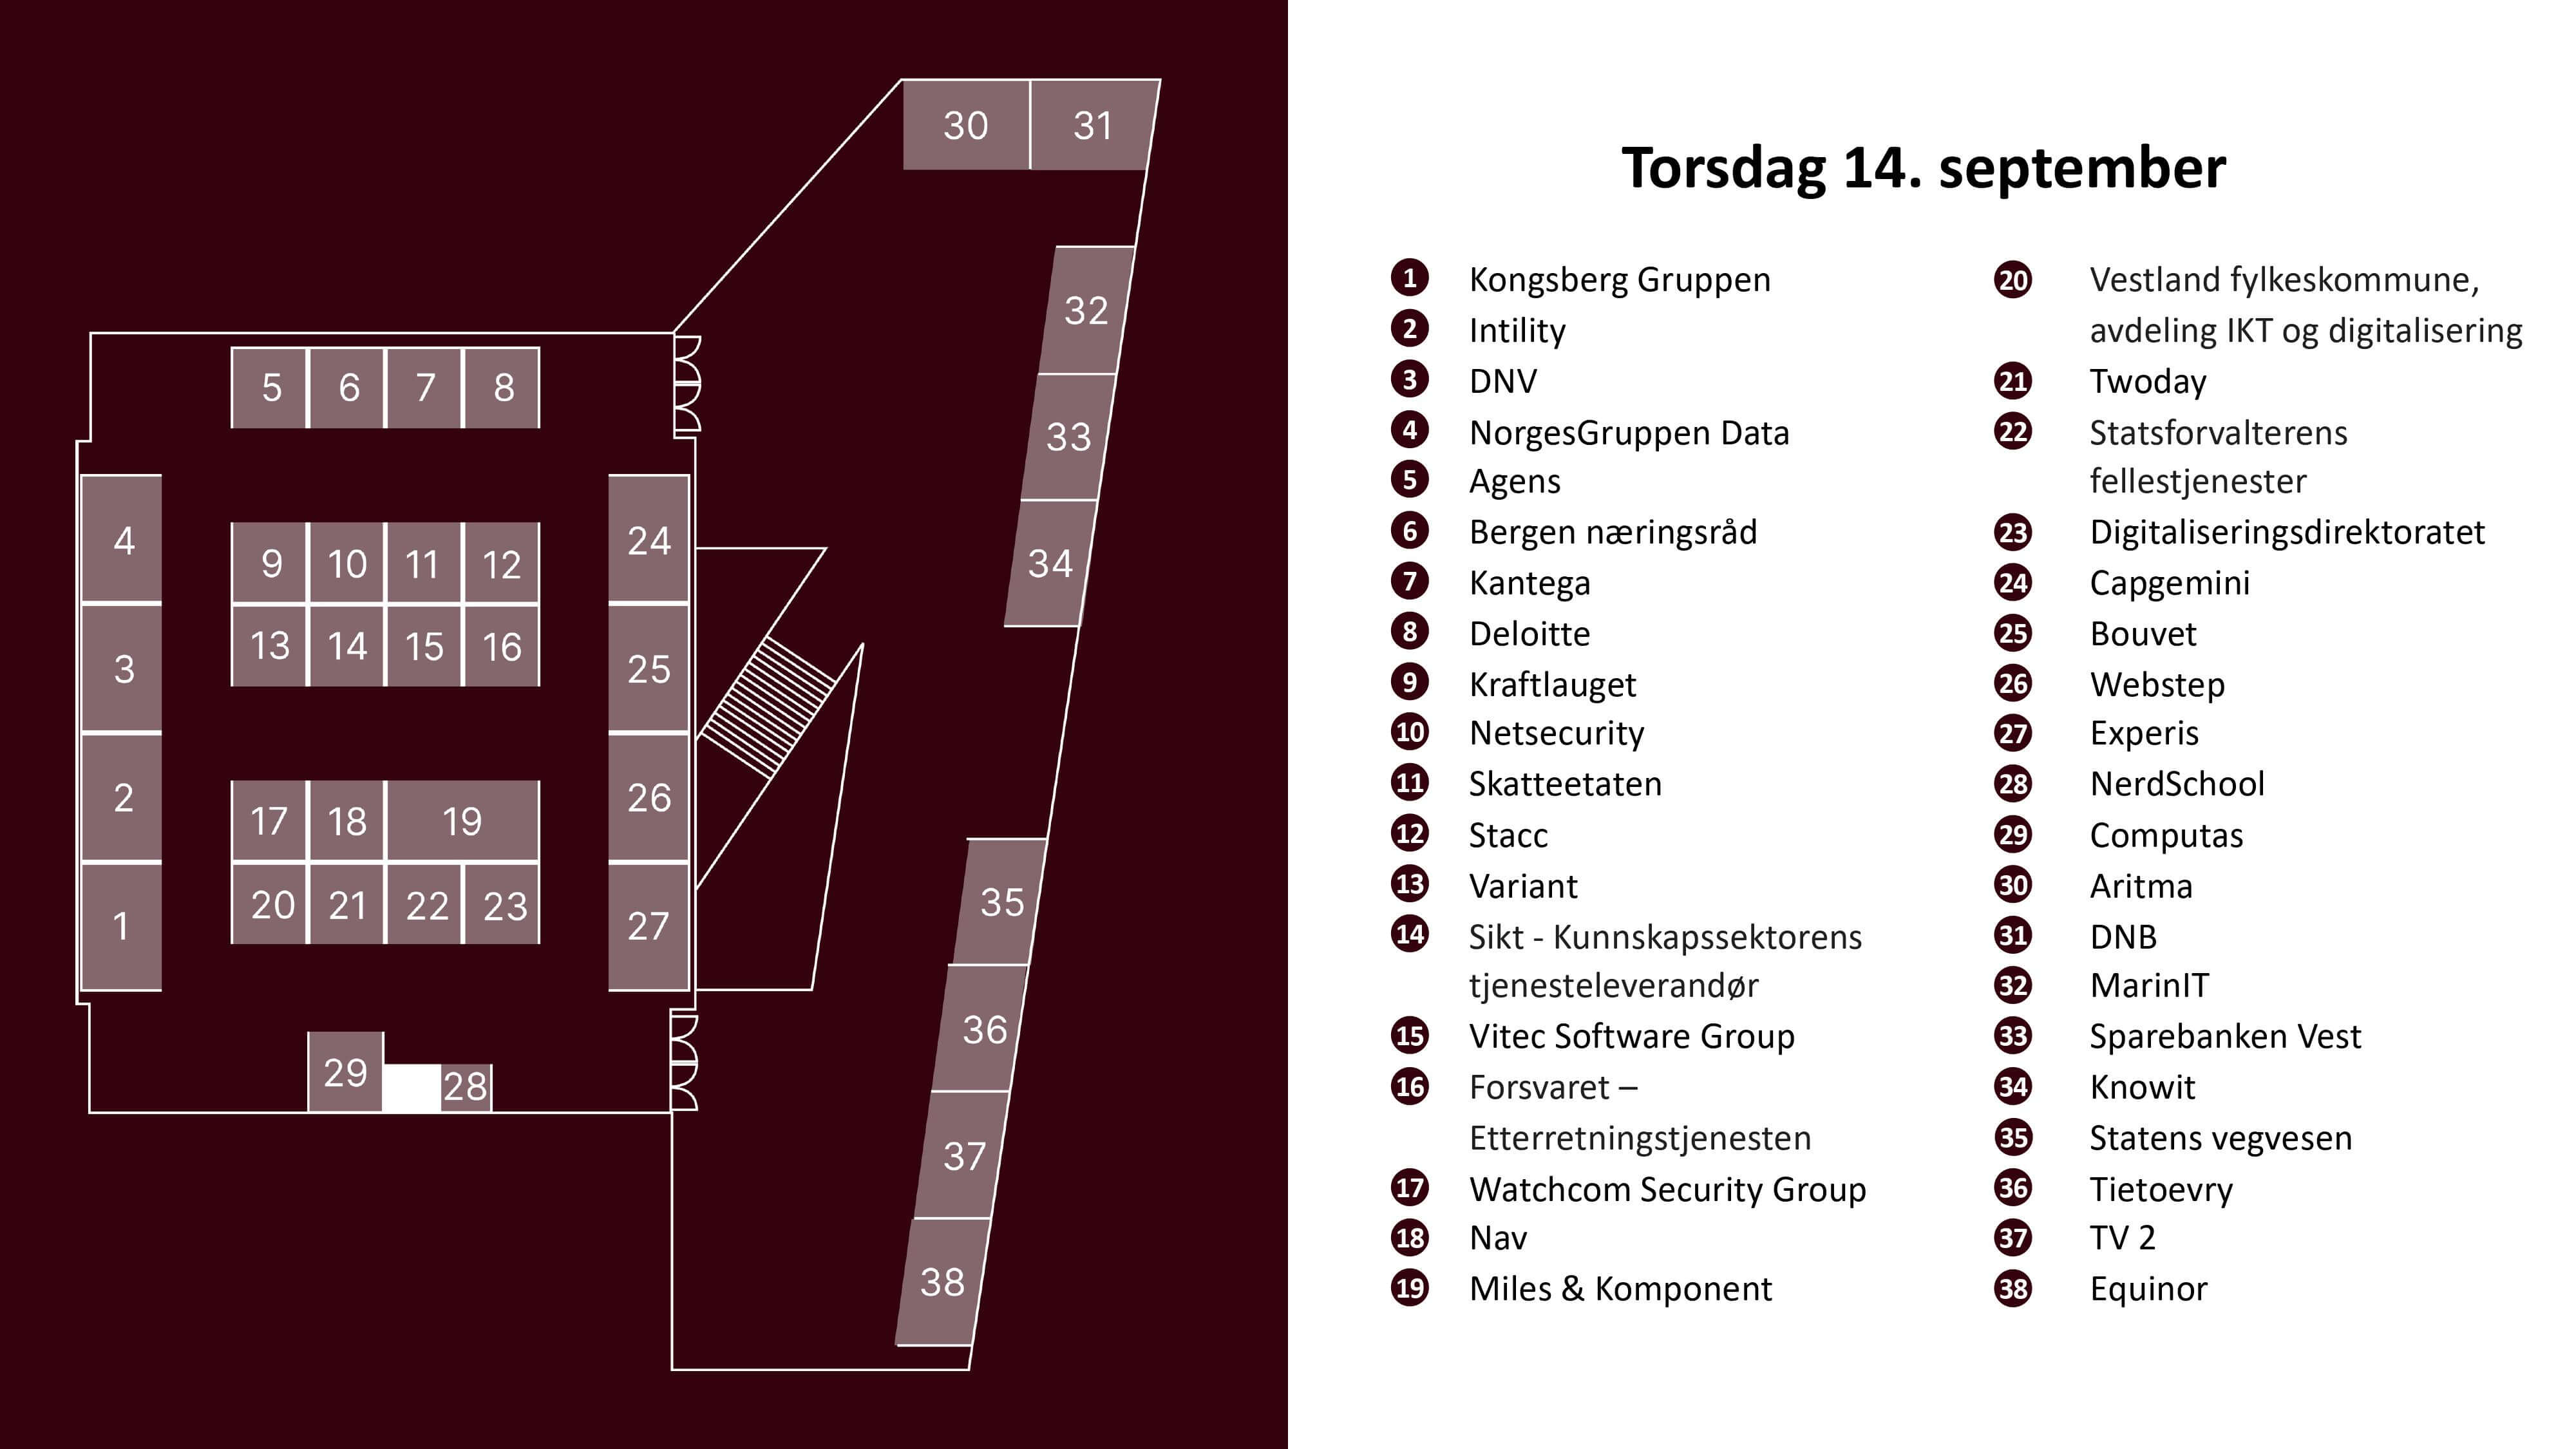 30
31
32
33
34
5
6
7
8
4
24
9
10
11
12
13
14
15
16
3
25
2
26
17
18
19
20
21
22
23
1
27
29
28
35
36
37
38
Torsdag 14. september
1 Kongsberg Gruppen
2 Intility
3 DNV
4 NorgesGruppen Data
5 Agens
6 Bergen næringsråd
7 Kantega
8 Deloitte
9 Kraftlauget
10 Netsecurity
11 Skatteetaten
12 Stacc
13 Variant
14 Sikt - Kunnskapssektorens
tjenesteleverandør
15 Vitec Software Group
16 Forsvaret –
Etterretningstjenesten
17 Watchcom Security Group
18 Nav
19 Miles & Komponent
20 Vestland fylkeskommune,
avdeling IKT og digitalisering
21 Twoday
22 Statsforvalterens
fellestjenester
23 Digitaliseringsdirektoratet
24 Capgemini
25 Bouvet
26 Webstep
27 Experis
28 NerdSchool
29 Computas
30 Aritma
31 DNB
32 MarinIT
33 Sparebanken Vest
34 Knowit
35 Statens vegvesen
36 Tietoevry
37 TV 2
38 Equinor